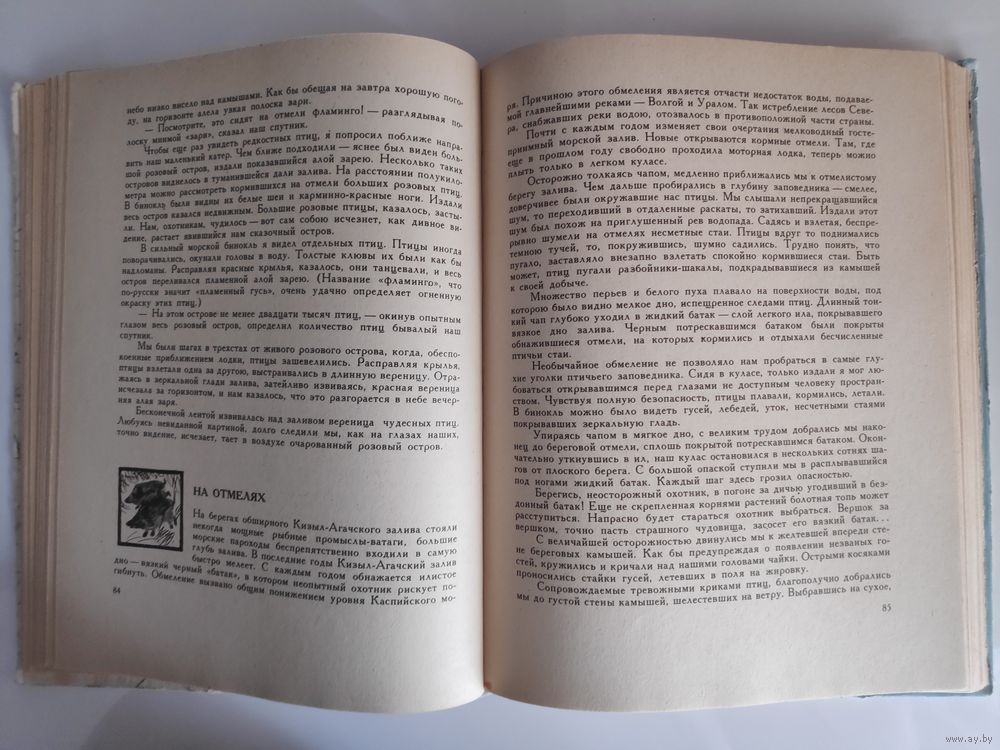 небо низко висело над камышами. Как бы обещая на завтра хорошую пого-
ду, на горизонте алела узкая полоска зари.
— Посмотрите, это сидят на отмели фламинго! — разглядывая по-
лоску мнимой «зари», сказал наш спутник.
Чтобы еще раз увидеть редкостных птиц, я попросил поближе напра-
вить наш маленький катер. Чем ближе подходили — яснее был виден боль-
шой розовый остров, издали показавшийся алой зарею. Несколько таких
островов виднелось в туманившейся дали залива. На расстоянии полукило-
метра можно рассмотреть кормившихся на отмели больших розовых птиц.
В бинокль были видны их белые шеи и карминно-красные ноги. Издали
весь остров казался недвижным. Большие розовые птицы, казалось, засты-
ли. Нам, охотникам, чудилось — вот сам собою исчезнет, как дивное ви-
дение, растает явившийся нам сказочный остров.
В сильный морской бинокль я видел отдельных птиц. Птицы иногда
поворачивались, окунали головы в воду. Толстые клювы их были как бы
надломаны. Расправляя красные крылья, казалось, они танцевали, и весь
остров переливался пламенной алой зарею. (Название «фламинго», что
по-русски значит «пламенный гусь», очень удачно определяет огненную
окраску этих птиц.)
— На этом острове не менее двадцати тысяч птиц, — окинув опытным
глазом весь розовый остров, определил количество птиц бывалый наш
спутник.
Мы были шагах в трехстах от живого розового острова, когда, обеспо-
коенные приближением лодки, птицы зашевелились. Расправляя крылья,
птицы взлетали одна за другою, выстраивались в длинную вереницу. Отра-
жаясь в зеркальной глади залива, затейливо извиваясь, красная вереница
исчезала за горизонтом, и нам казалось, что это разгорается в небе вечер-
няя алая заря.
Бесконечной лентой извивалась над заливом вереница чудесных птиц.
Любуясь невиданной картиной, долго следили мы, как на глазах наших,
точно видение, исчезает, тает в воздухе очарованный розовый остров.
НА ОТМЕЛЯХ
На берегах обширного Кизыл-Агачского залива стояли
некогда мощные рыбные промыслы-ватаги, большие
морские пароходы беспрепятственно входили в самую
глубь залива. В последние годы Кизыл-Агачский залив
быстро мелеет. С каждым годом обнажается илистое
дно — вязкий черный «батак», в котором неопытный охотник рискует по-
гибнуть. Обмеление вызвано общим понижением уровня Каспийского мо-
84
ря. Причиною этого обмеления является отчасти недостаток воды, подавае-
мой главнейшими реками — Волгой и Уралом. Так истребление лесов Севе-
ра, снабжавших реки водою, отозвалось в противоположной части страны.
Почти с каждым годом изменяет свои очертания мелководный госте-
приимный морской залив. Новые открываются кормные отмели. Там, где
еще в прошлом году свободно проходила моторная лодка, теперь можно
плыть только в легком куласе.
Осторожно толкаясь чапом, медленно приближались мы к отмелистому
берегу залива. Чем дальше пробирались в глубину заповедника — смелее,
доверчивее были окружавшие нас птицы. Мы слышали непрекращавшийся
шум, то переходивший в отдаленные раскаты, то затихавший. Издали этот
шум был похож на приглушенный рев водопада. Садясь и взлетая, беспре-
рывно шумели на отмелях несметные стаи. Птицы вдруг то поднимались
темною тучей, то, покружившись, шумно садились. Трудно понять, что
пугало, заставляло внезапно взлетать спокойно кормившиеся стаи. Быть
может, птиц пугали разбойники-шакалы, подкрадывавшиеся из камышей
к своей добыче.
Множество перьев и белого пуха плавало на поверхности воды, под
которою было видно мелкое дно, испещренное следами птиц. Длинный тон-
кий чап глубоко уходил в жидкий батак — слой легкого ила, покрывавшего
вязкое дно залива. Черным потрескавшимся батаком были покрыты
обнажившиеся отмели, на которых кормились и отдыхали бесчисленные
птичьи стаи.
Необычайное обмеление не позволяло нам пробраться в самые глу-
хие уголки птичьего заповедника. Сидя в куласе, только издали я мог лю-
боваться открывавшимся перед глазами не доступным человеку простран-
ством. Чувствуя полную безопасность, птицы плавали, кормились, летали.
В бинокль можно было видеть гусей, лебедей, уток, несчетными стаями
покрывавших зеркальную гладь.
Упираясь чапом в мягкое дно, с великим трудом добрались мы нако-
нец до береговой отмели, сплошь покрытой потрескавшимся батаком. Окон-
чательно уткнувшись в ил, наш кулас остановился в нескольких сотнях ша-
гов от плоского берега. С большой опаской ступили мы в расплывавшийся
под ногами жидкий батак. Каждый шаг здесь грозил опасностью.
Берегись, неосторожный охотник, в погоне за дичью угодивший в без-
донный батак! Еще не скрепленная корнями растений болотная топь может
расступиться. Напрасно будет стараться охотник выбраться. Вершок за
вершком, точно пасть страшного чудовища, засосет его вязкий батак...
С величайшей осторожностью двинулись мы к желтевшей впереди сте-
не береговых камышей. Как бы предупреждая о появлении незваных го-
стей, кружились и кричали над нашими головами чайки. Острыми косяками
проносились стайки гусей, летевших в поля на жировку.
Сопровождаемые тревожными криками птиц, благополучно добрались
мы до густой стены камышей, шелестевших на ветру. Выбравшись на сухое,
85
www.ay.by